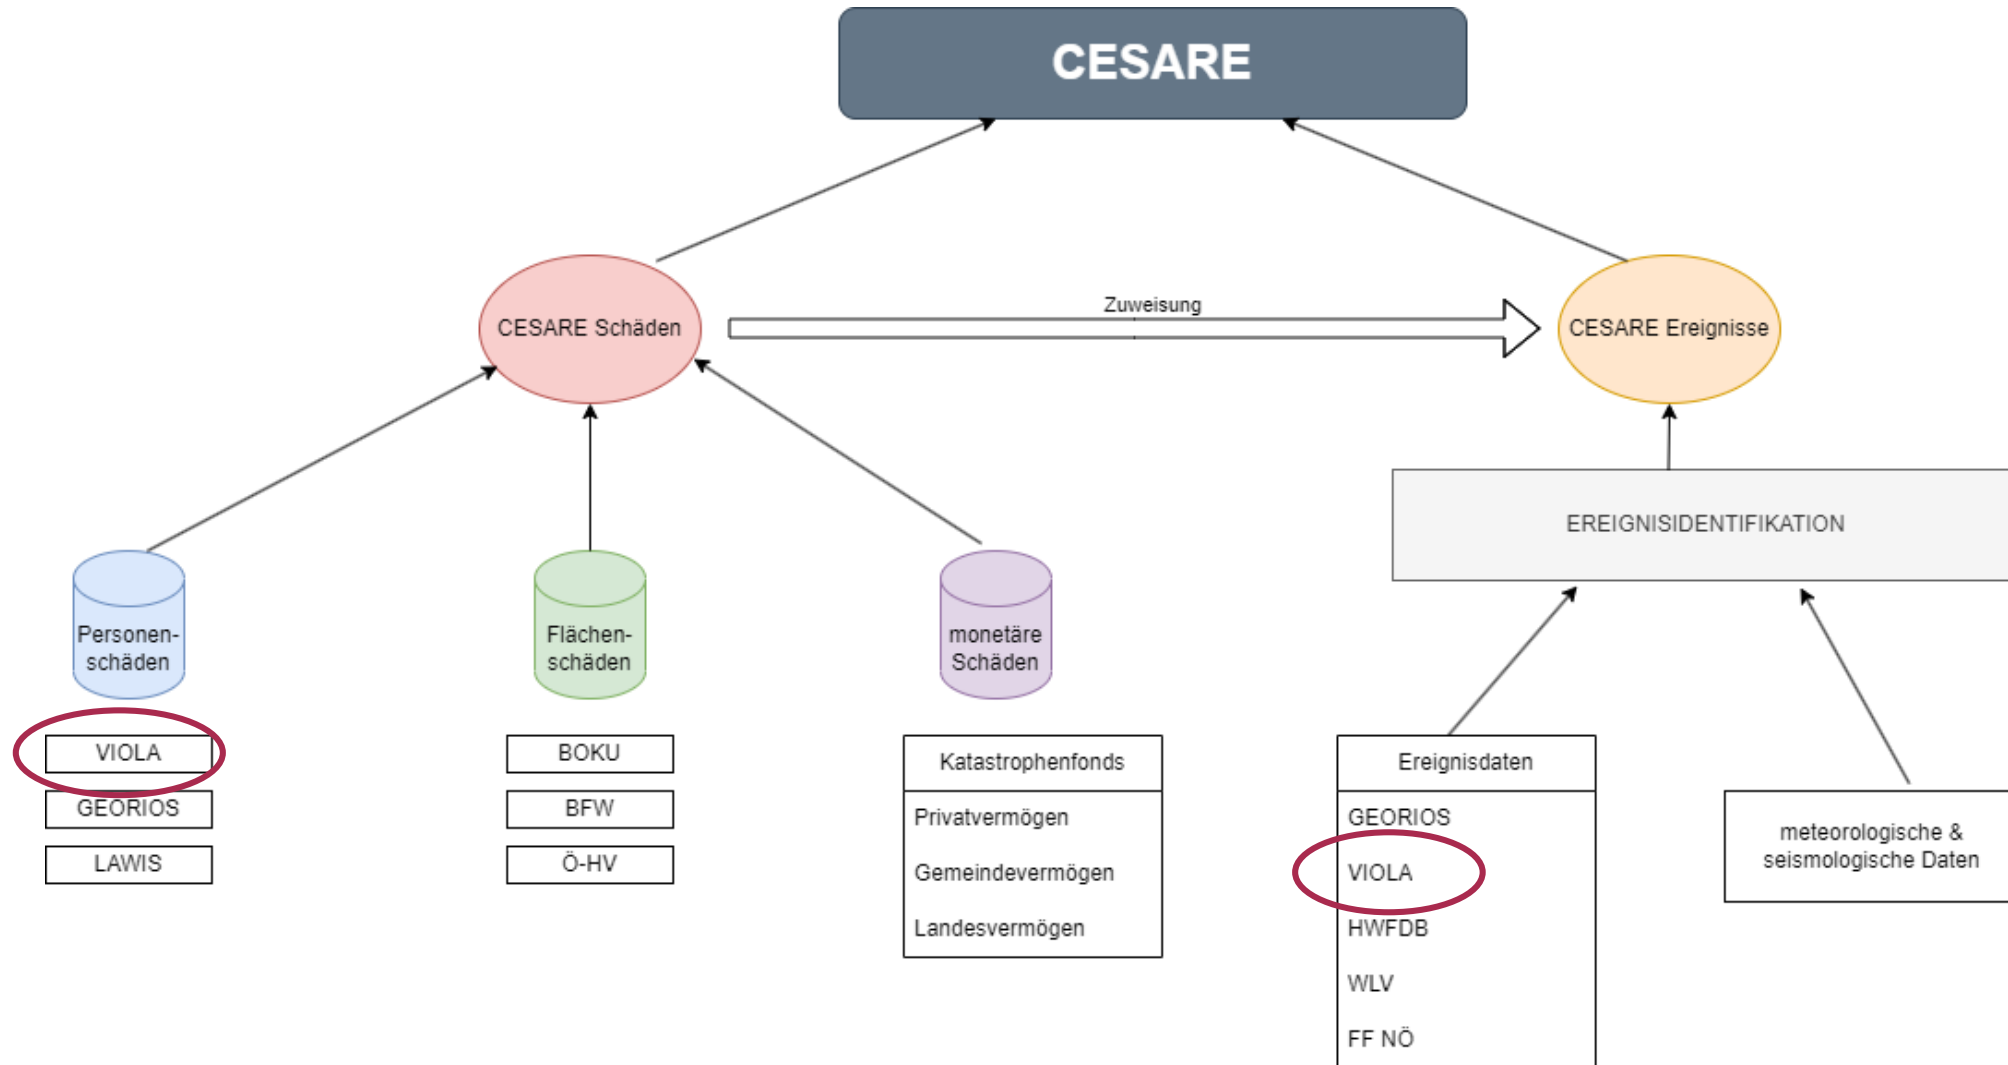 CESARE
Zuweisung
CESARE Schäden
CESARE Ereignisse
EREIGNISIDENTIFIKATION
Personen-
schäden
Flächen-
schäden
monetäre
Schäden
VIOLA
GEORIOS
LAWIS
BOKU
BFW
Ö-HV
Katastrophenfonds
Privatvermögen
Gemeindevermögen
Landesvermögen
Ereignisdaten
GEORIOS
VIOLA
HWFDB
WLV
FF NÖ
meteorologische &
seismologische Daten